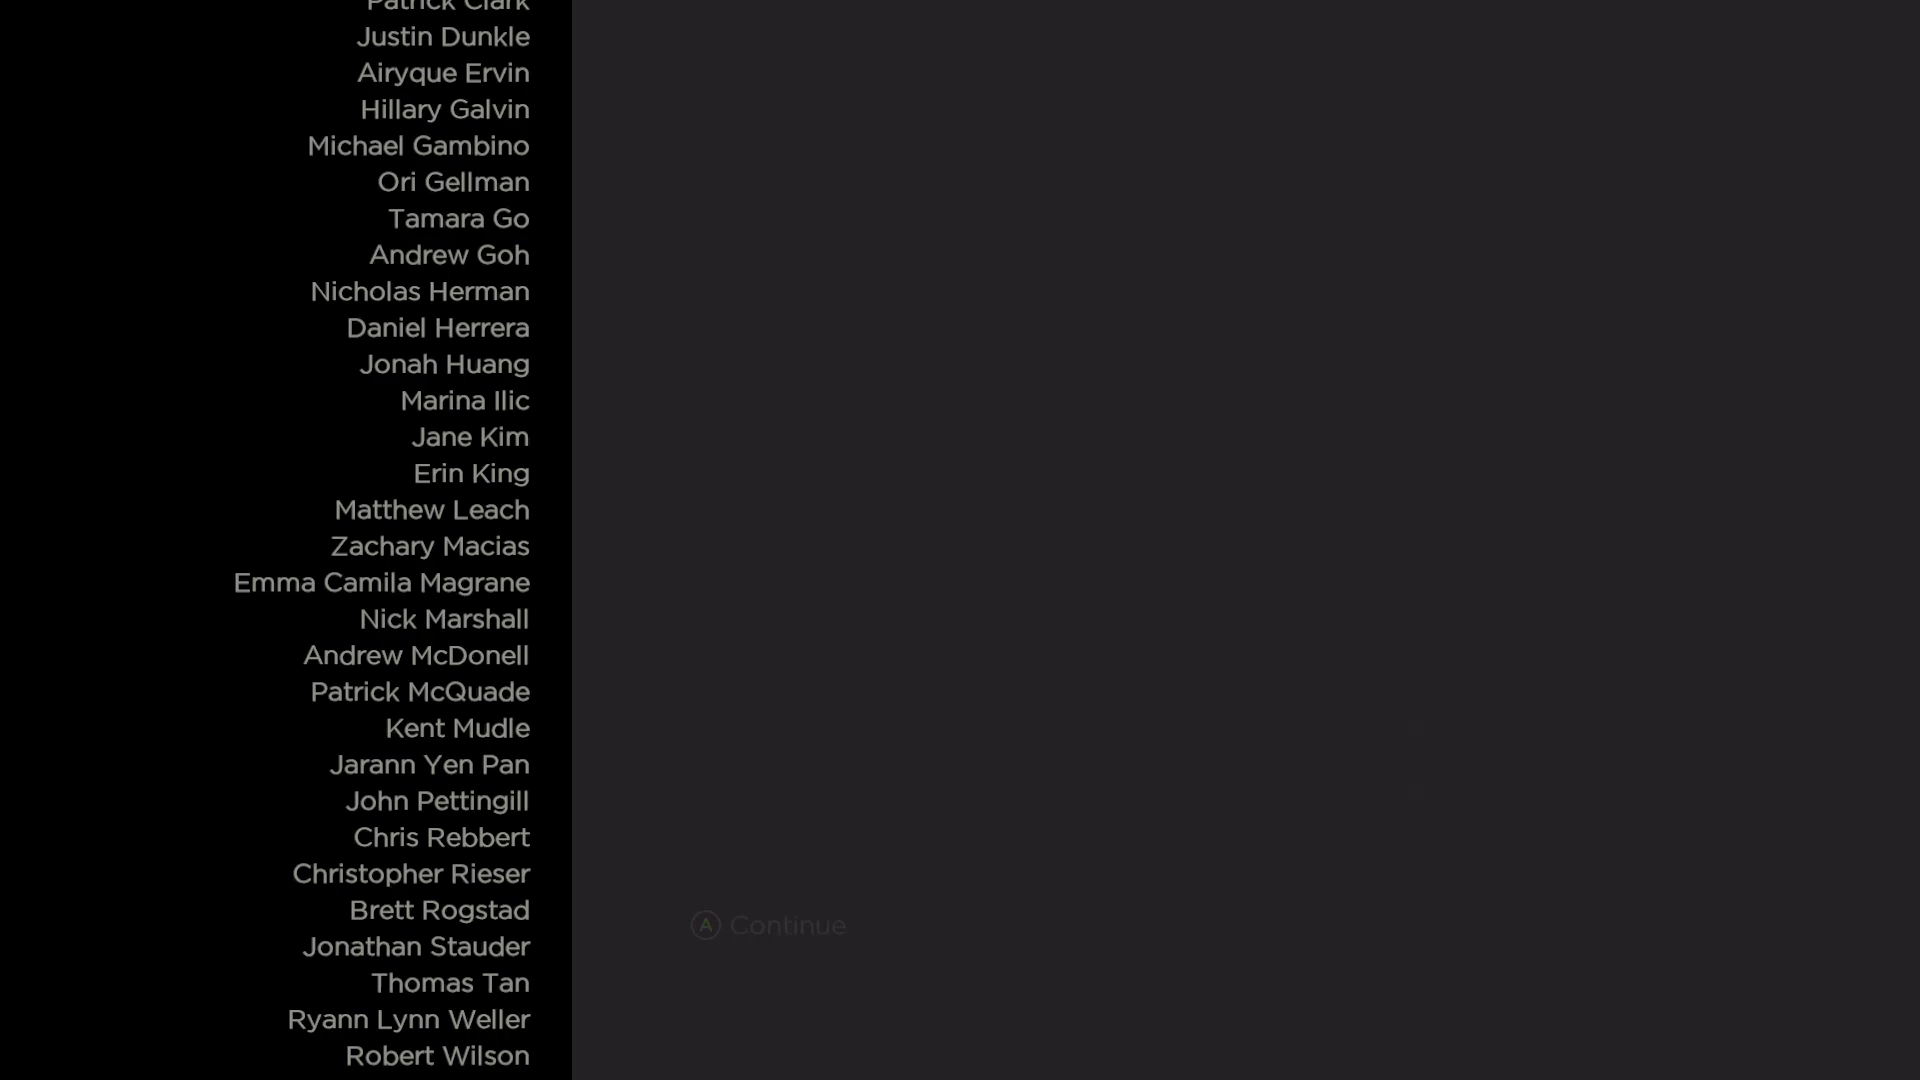 Patrick Clark
Justin Dunkle
Airyque Ervin
Hillary Galvin
Michael Gambino
Ori Gellman
Tamara Go
Andrew Goh
Nicholas Herman
Daniel Herrera
Jonah Huang
Marina Ilic
Jane Kim
Erin King
Matthew Leach
Zachary Macias
Emma Camila Magrane
Nick Marshall
Andrew McDonell
Patrick McQuade
Kent Mudle
Jarann Yen Pan
John Pettingill
Chris Rebbert
Christopher Rieser
Brett Rogstad
A Continue
Jonathan Stauder
Thomas Tan
Ryann Lynn Weller
Robert Wilson